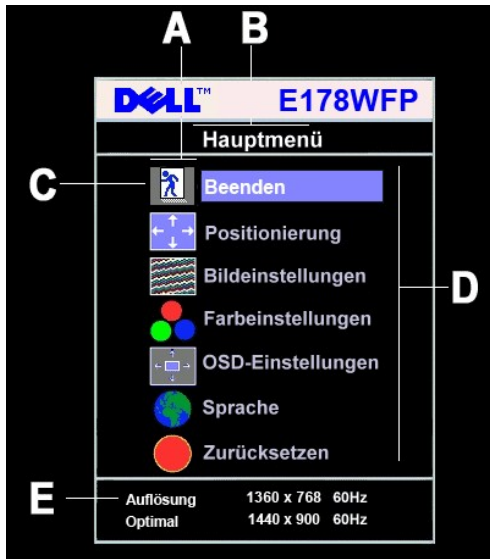 A B
DELL™ E178WFP
Hauptmenü
C Beenden
Positionierung
Bildeinstellungen
D
Farbeinstellungen
OSD-Einstellungen
Sprache
Zurücksetzen
E Auflösung 1360 x 768 60Hz
Optimal 1440 x 900 60Hz